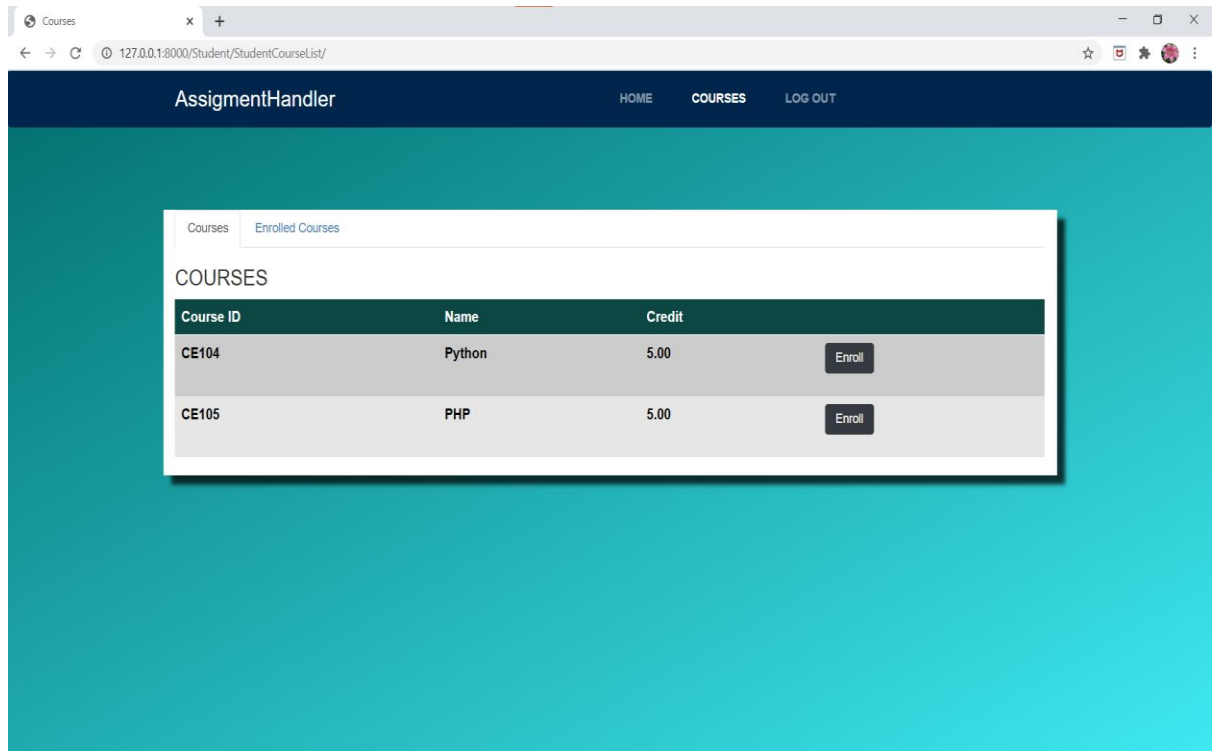 Courses
127.0.0.1:8000/Student/StudentCourseList/
AssigmentHandler HOME COURSES LOG OUT
Courses Enrolled Courses
COURSES
Course ID Name Credit
CE104 Python 5.00 Enroll
CE105 PHP 5.00 Enroll